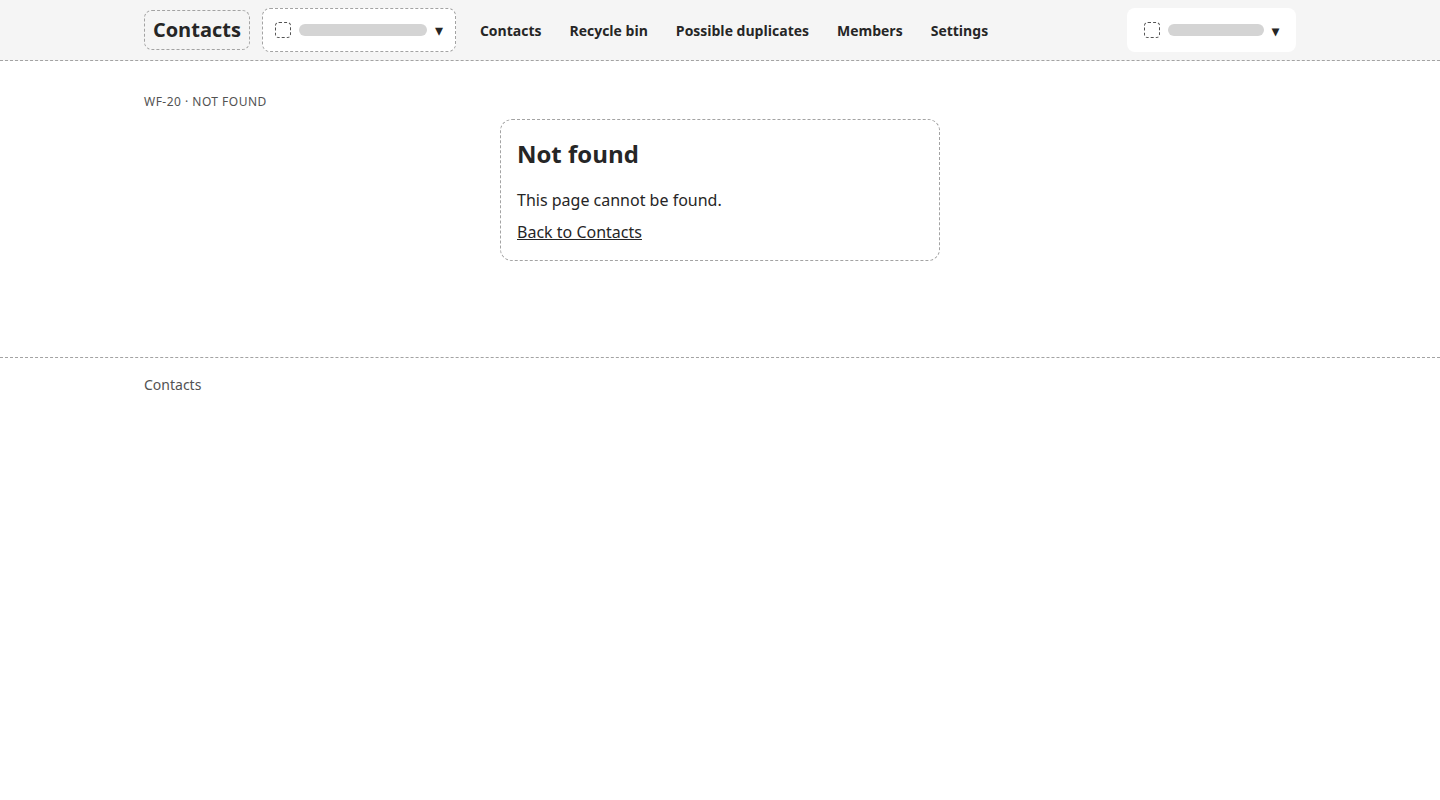 Contacts ▾ Contacts Recycle bin Possible duplicates Members Settings ▾
WF-20 · NOT FOUND
Not found
This page cannot be found.
Back to Contacts
Contacts